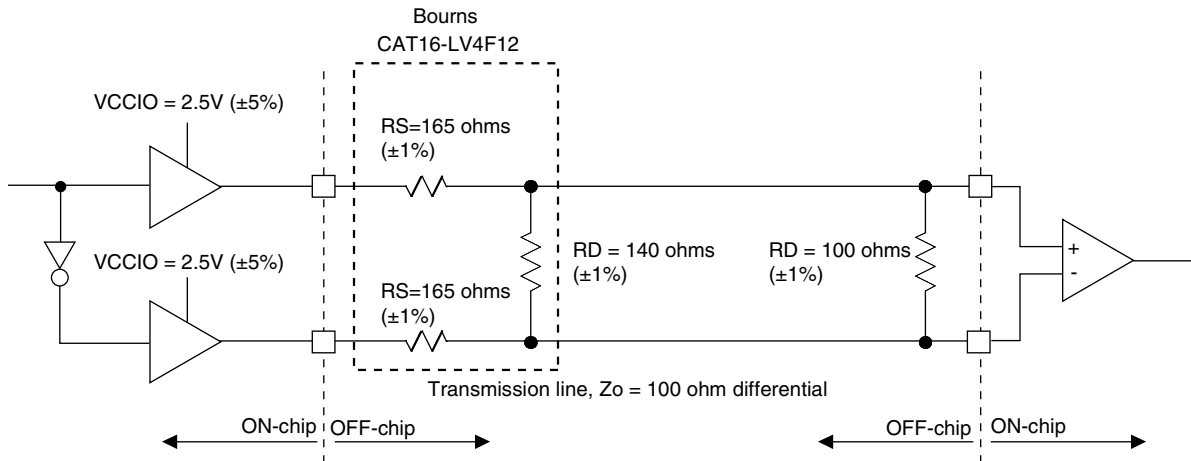 Bourns
CAT16-LV4F12
VCCIO = 2.5V (±5%)
RS=165 ohms
(±1%)
RD = 140 ohms
(±1%)
RD = 100 ohms
(±1%)
+
-
VCCIO = 2.5V (±5%)
RS=165 ohms
(±1%)
Transmission line, Zo = 100 ohm differential
ON-chip
OFF-chip
OFF-chip
ON-chip